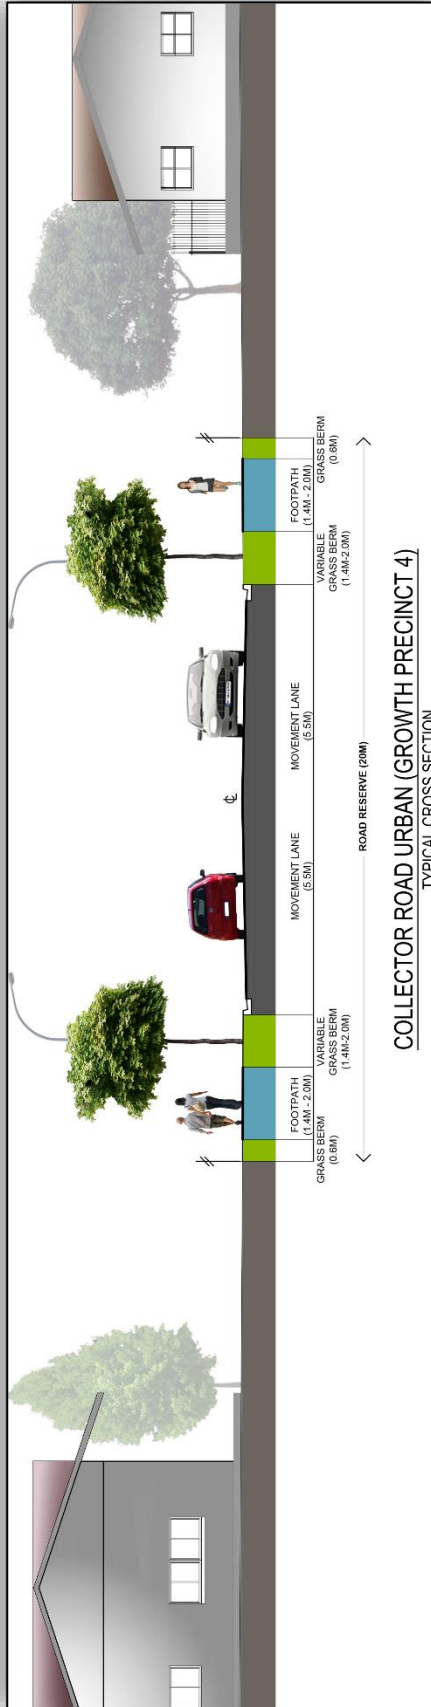 GRASS BERM
(0.6M)
FOOTPATH
(1.4M - 2.0M)
VARIABLE
GRASS BERM
(1.4M-2.0M)
MOVEMENT LANE
(5.5M)
℄
MOVEMENT LANE
(5.5M)
VARIABLE
GRASS BERM
(1.4M-2.0M)
FOOTPATH
(1.4M - 2.0M)
GRASS BERM
(0.6M)
ROAD RESERVE (20M)
COLLECTOR ROAD URBAN (GROWTH PRECINCT 4)
TYPICAL CROSS SECTION